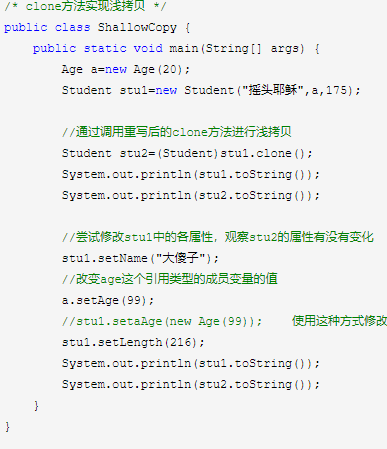 /* clone方法实现浅拷贝 */
public class ShallowCopy {
    public static void main(String[] args) {
        Age a=new Age(20);
        Student stu1=new Student("摇头耶稣",a,175);

        //通过调用重写后的clone方法进行浅拷贝
        Student stu2=(Student)stu1.clone();
        System.out.println(stu1.toString());
        System.out.println(stu2.toString());

        //尝试修改stu1中的各属性，观察stu2的属性有没有变化
        stu1.setName("大傻子");
        //改变age这个引用类型的成员变量的值
        a.setAge(99);
        //stu1.setaAge(new Age(99));    使用这种方式修改
        stu1.setLength(216);
        System.out.println(stu1.toString());
        System.out.println(stu2.toString());
    }
}